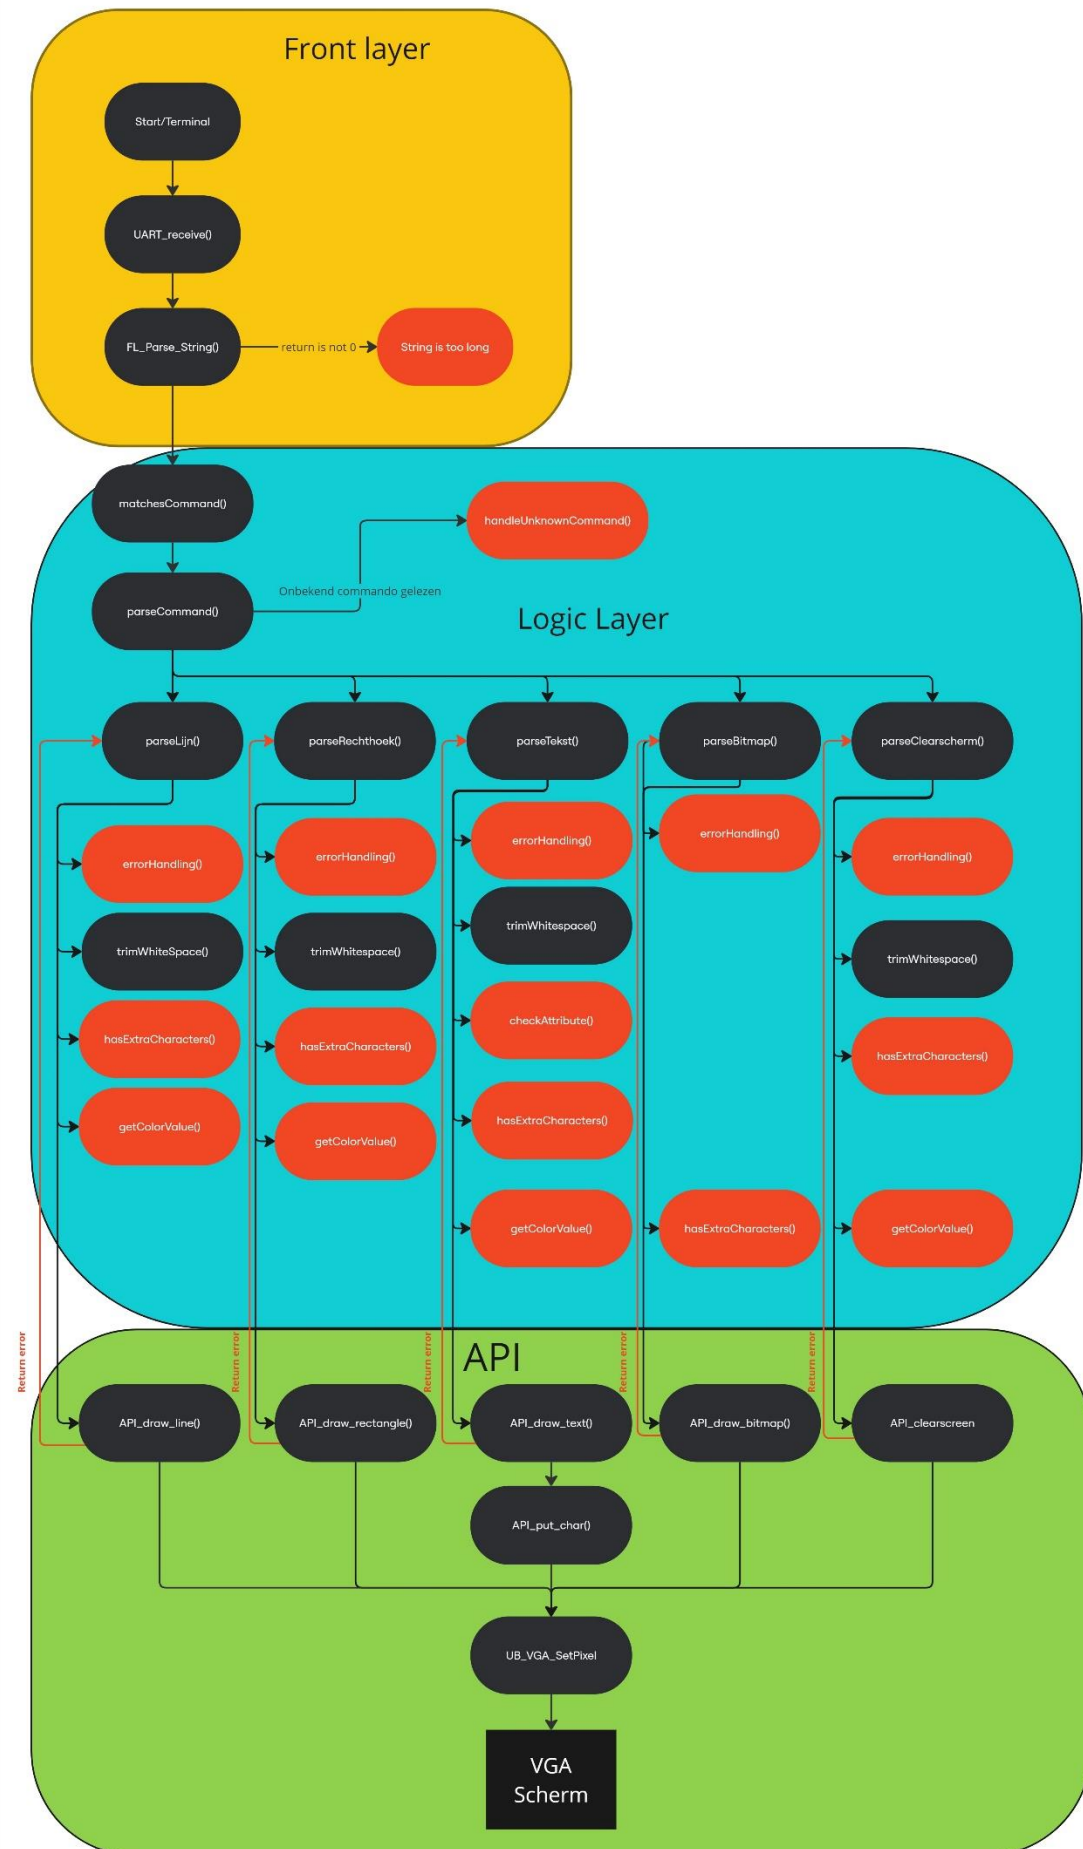 Front layer
Start/Terminal
UART_receive()
FL_Parse_String()
return is not 0
String is too long
matchesCommand()
handleUnknownCommand()
Onbekend commando gelezen
parseCommand()
Logic Layer
parseLijn()
parseRechthoek()
parseTekst()
parseBitmap()
parseClearscherm()
errorHandling()
trimWhiteSpace()
hasExtraCharacters()
getColorValue()
errorHandling()
trimWhitespace()
hasExtraCharacters()
getColorValue()
errorHandling()
trimWhitespace()
checkAttribute()
hasExtraCharacters()
getColorValue()
errorHandling()
hasExtraCharacters()
errorHandling()
trimWhitespace()
hasExtraCharacters()
getColorValue()
API
Return error
Return error
Return error
Return error
Return error
API_draw_line()
API_draw_rectangle()
API_draw_text()
API_draw_bitmap()
API_clearscreen
API_put_char()
UB_VGA_SetPixel
VGA
Scherm